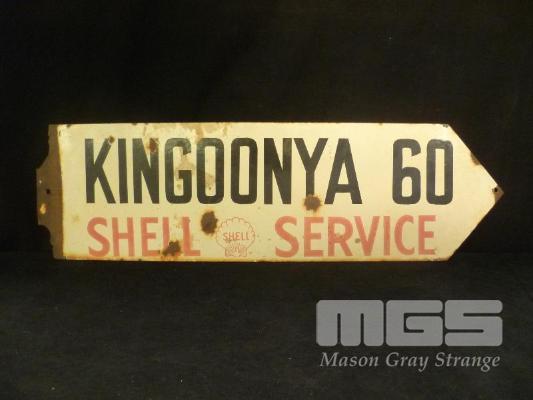 KINGOONYA 60
SHELL SHELL SERVICE
MGS
Mason Gray Strange